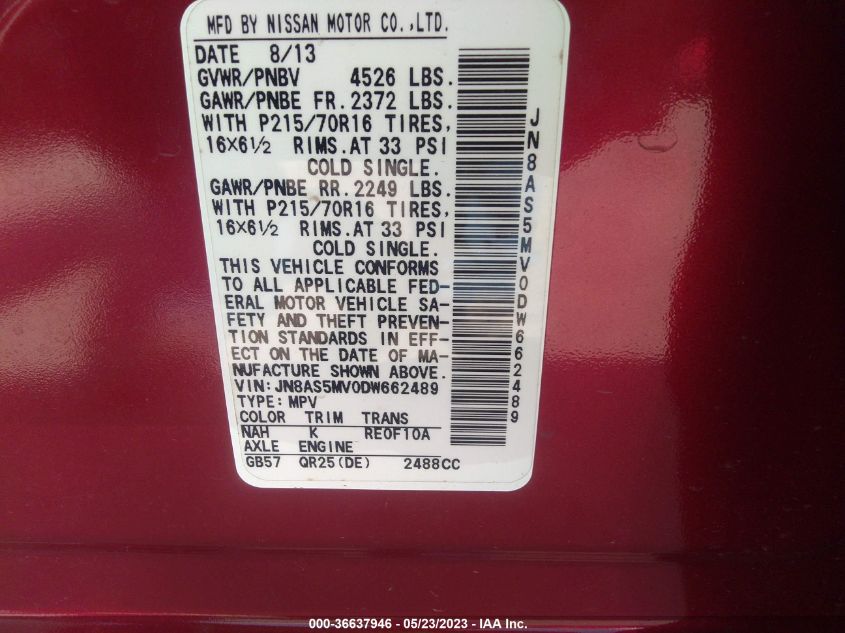 MFD BY NISSAN MOTOR CO.,LTD.
DATE 8/13
GVWR/PNBV 4526 LBS.
GAWR/PNBE FR.2372 LBS.
WITH P215/70R16 TIRES,
16×6½ RIMS.AT 33 PSI
COLD SINGLE.
GAWR/PNBE RR.2249 LBS.
WITH P215/70R16 TIRES,
16×6½ RIMS.AT 33 PSI
COLD SINGLE.
THIS VEHICLE CONFORMS
TO ALL APPLICABLE FED-
ERAL MOTOR VEHICLE SA-
FETY AND THEFT PREVEN-
TION STANDARDS IN EFF-
ECT ON THE DATE OF MA-
NUFACTURE SHOWN ABOVE.
VIN:JN8AS5MV0DW662489
TYPE:MPV
COLOR TRIM TRANS
NAH K RE0F10A
AXLE ENGINE
GB57 QR25(DE) 2488CC
JN8AS5MV0DW662489
000-36637946 - 05/23/2023 - IAA Inc.